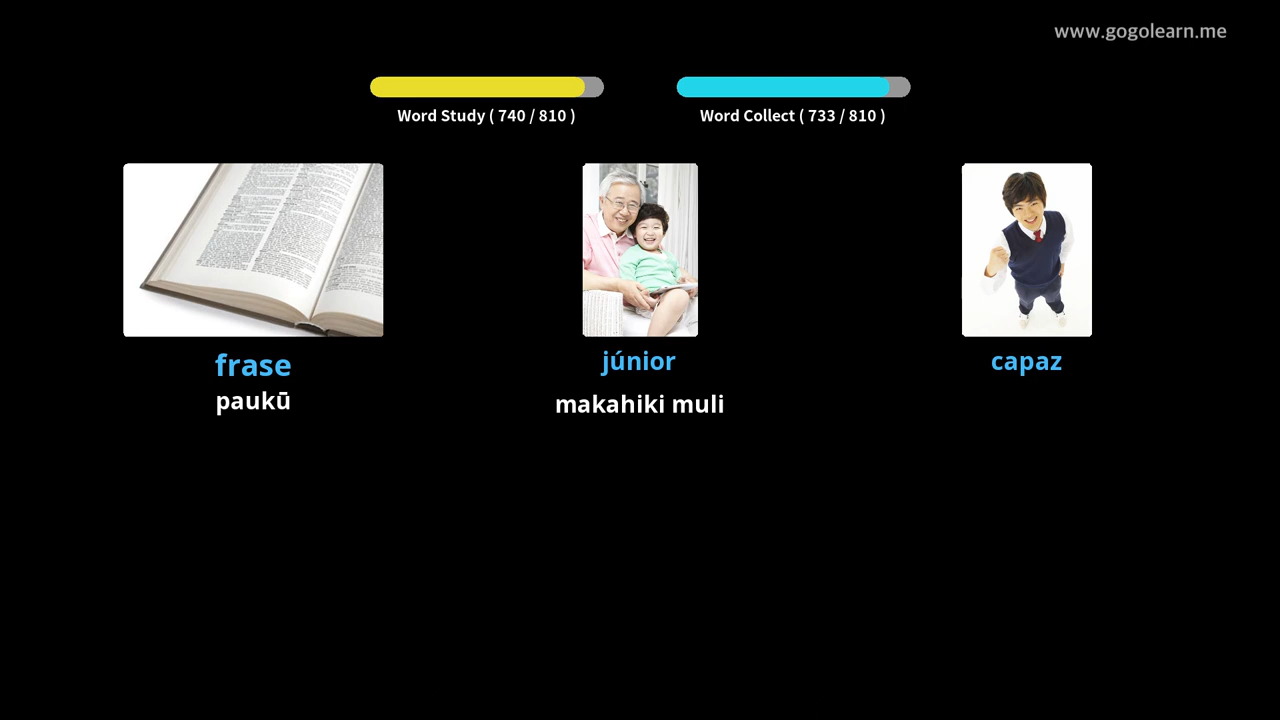 www.gogolearn.me
Word Study ( 740 / 810 )
Word Collect ( 733 / 810 )
frase
júnior
capaz
paukū
makahiki muli